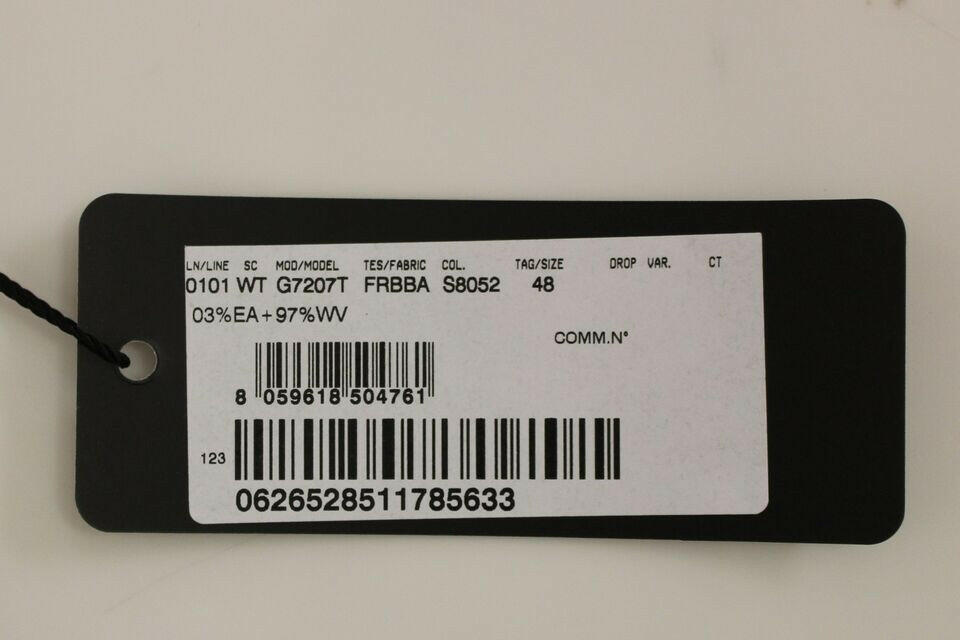 LN/LINE SC MOD/MODEL TES/FABRIC COL. TAG/SIZE DROP VAR. CT
0101 WT G7207T FRBBA S8052 48
03%EA+97%WV
COMM.N°
8 059618 504761
123
0626528511785633